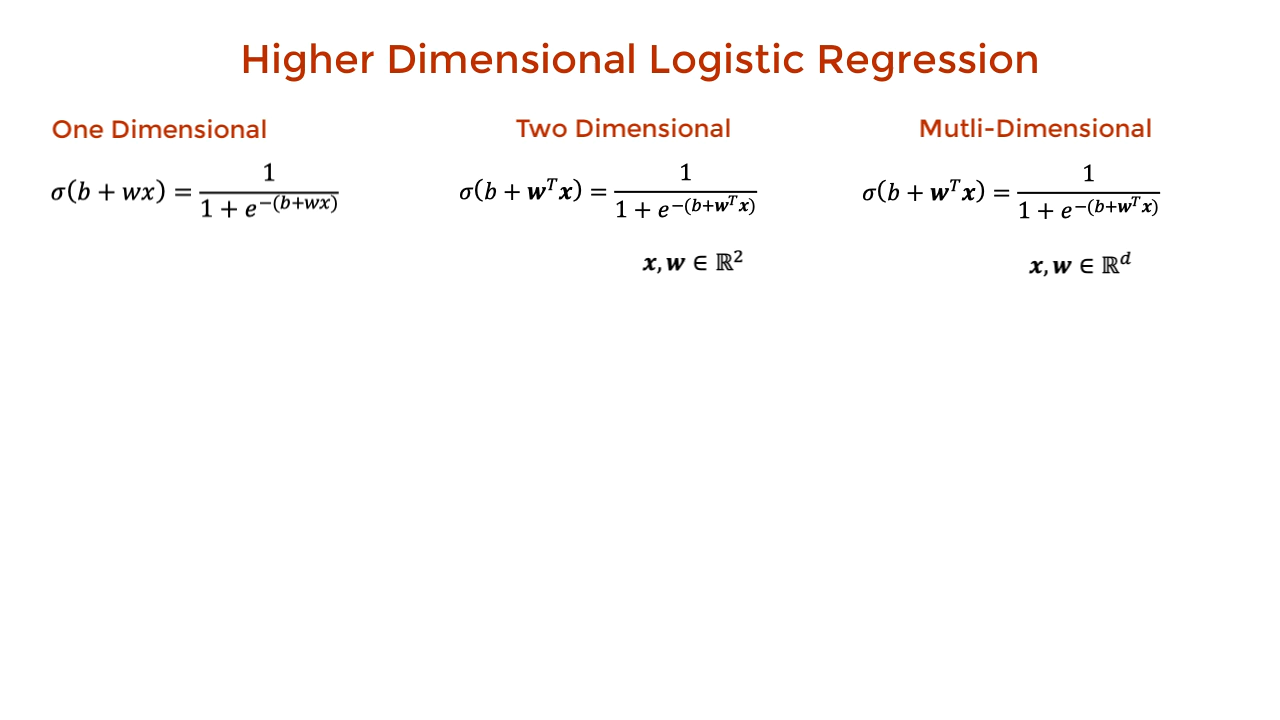 Higher Dimensional Logistic Regression
One Dimensional
σ(b + wx) = 1 / (1 + e^−(b+wx))
Two Dimensional
σ(b + w^T x) = 1 / (1 + e^−(b+w^T x))
x, w ∈ ℝ^2
Mutli-Dimensional
σ(b + w^T x) = 1 / (1 + e^−(b+w^T x))
x, w ∈ ℝ^d